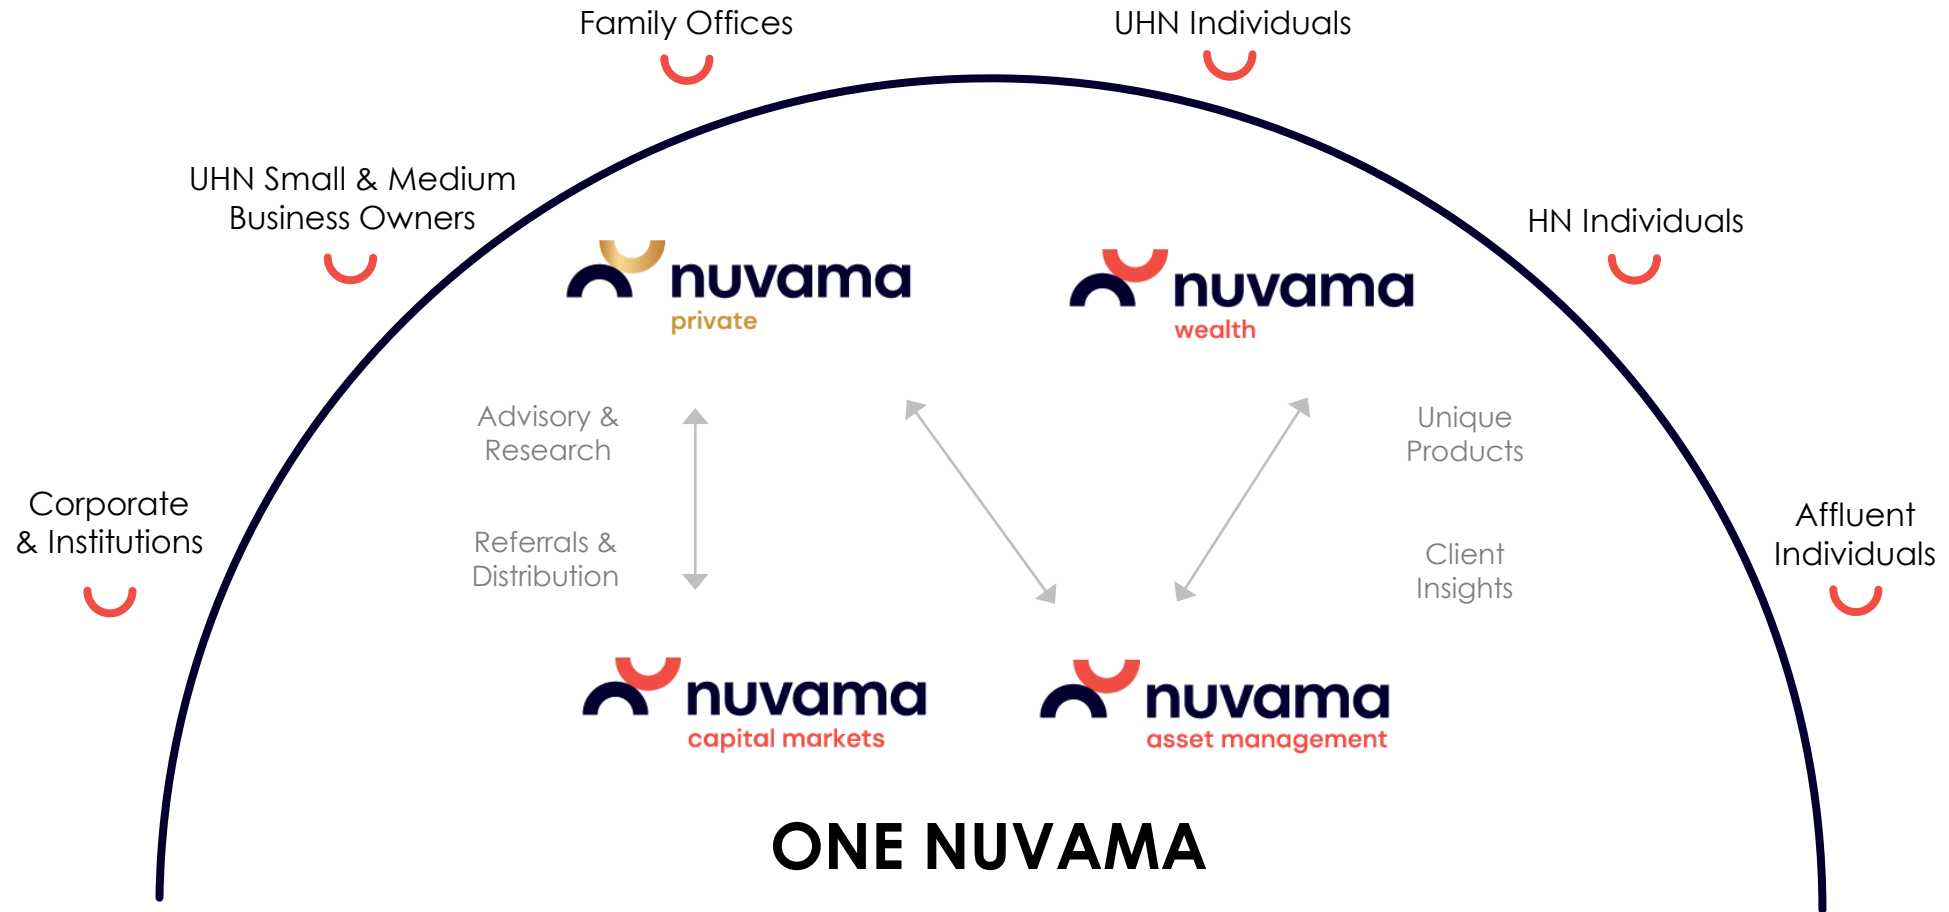 Family Offices
UHN Individuals
UHN Small & Medium
Business Owners
HN Individuals
nuvama
private
nuvama
wealth
Advisory &
Research
Unique
Products
Corporate
& Institutions
Affluent
Individuals
Referrals &
Distribution
Client
Insights
nuvama
capital markets
nuvama
asset management
ONE NUVAMA